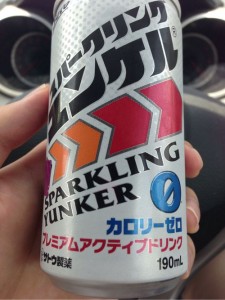 スパークリング
ユンケル®
SPARKLING
YUNKER
0
カロリーゼロ
プレミアムアクティブドリンク
サトウ製薬
190mL